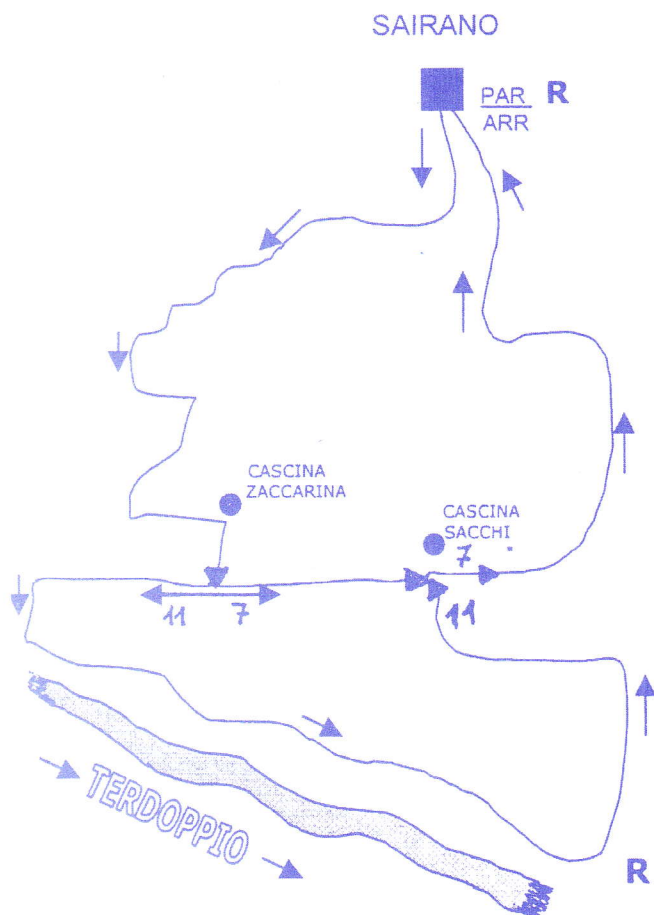 SAIRANO
PAR R
ARR
CASCINA
ZACCARINA
CASCINA
SACCHI
7
11 7
11
TERDOPPIO
R